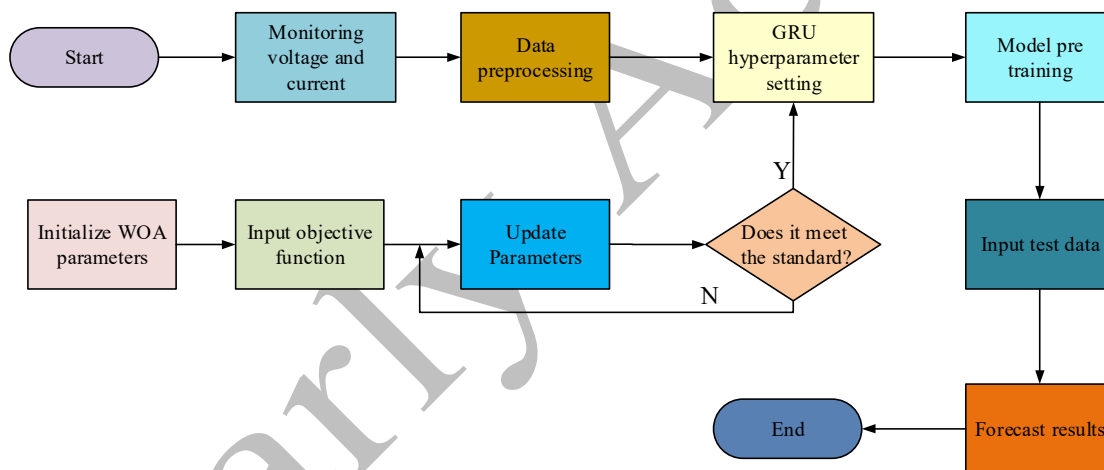 Start
Monitoring
voltage and
current
Data
preprocessing
GRU
hyperparameter
setting
Model pre
training
Y
Initialize WOA
parameters
Input objective
function
Update
Parameters
Does it meet
the standard?
Input test data
N
End
Forecast results
arly A